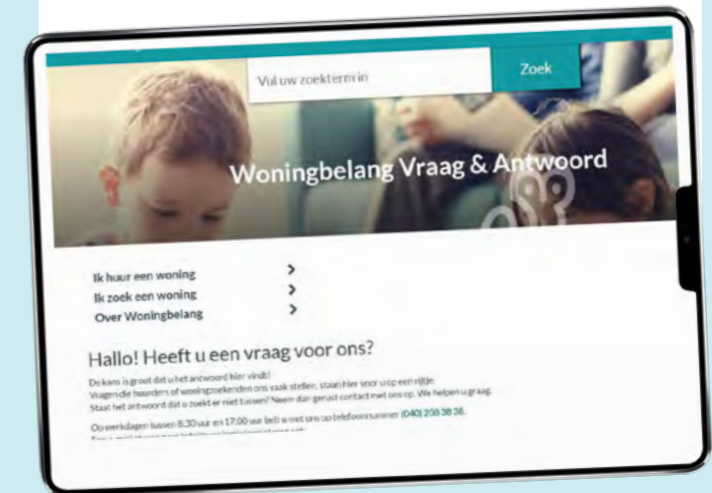 Vul uw zoekterm in
Zoek
Woningbelang Vraag & Antwoord
Ik huur een woning
Ik zoek een woning
Over Woningbelang
Hallo! Heeft u een vraag voor ons?
De kans is groot dat u het antwoord hier vindt!
Vragen die huurders of woningzoekenden ons vaak stellen, staan hier voor u op een rijtje.
Staat het antwoord dat u zoekt er niet tussen? Neem dan gerust contact met ons op. We helpen u graag.
Op werkdagen tussen 8:30 uur en 17:00 uur belt u met ons op telefoonnummer (040) 208 38 38.